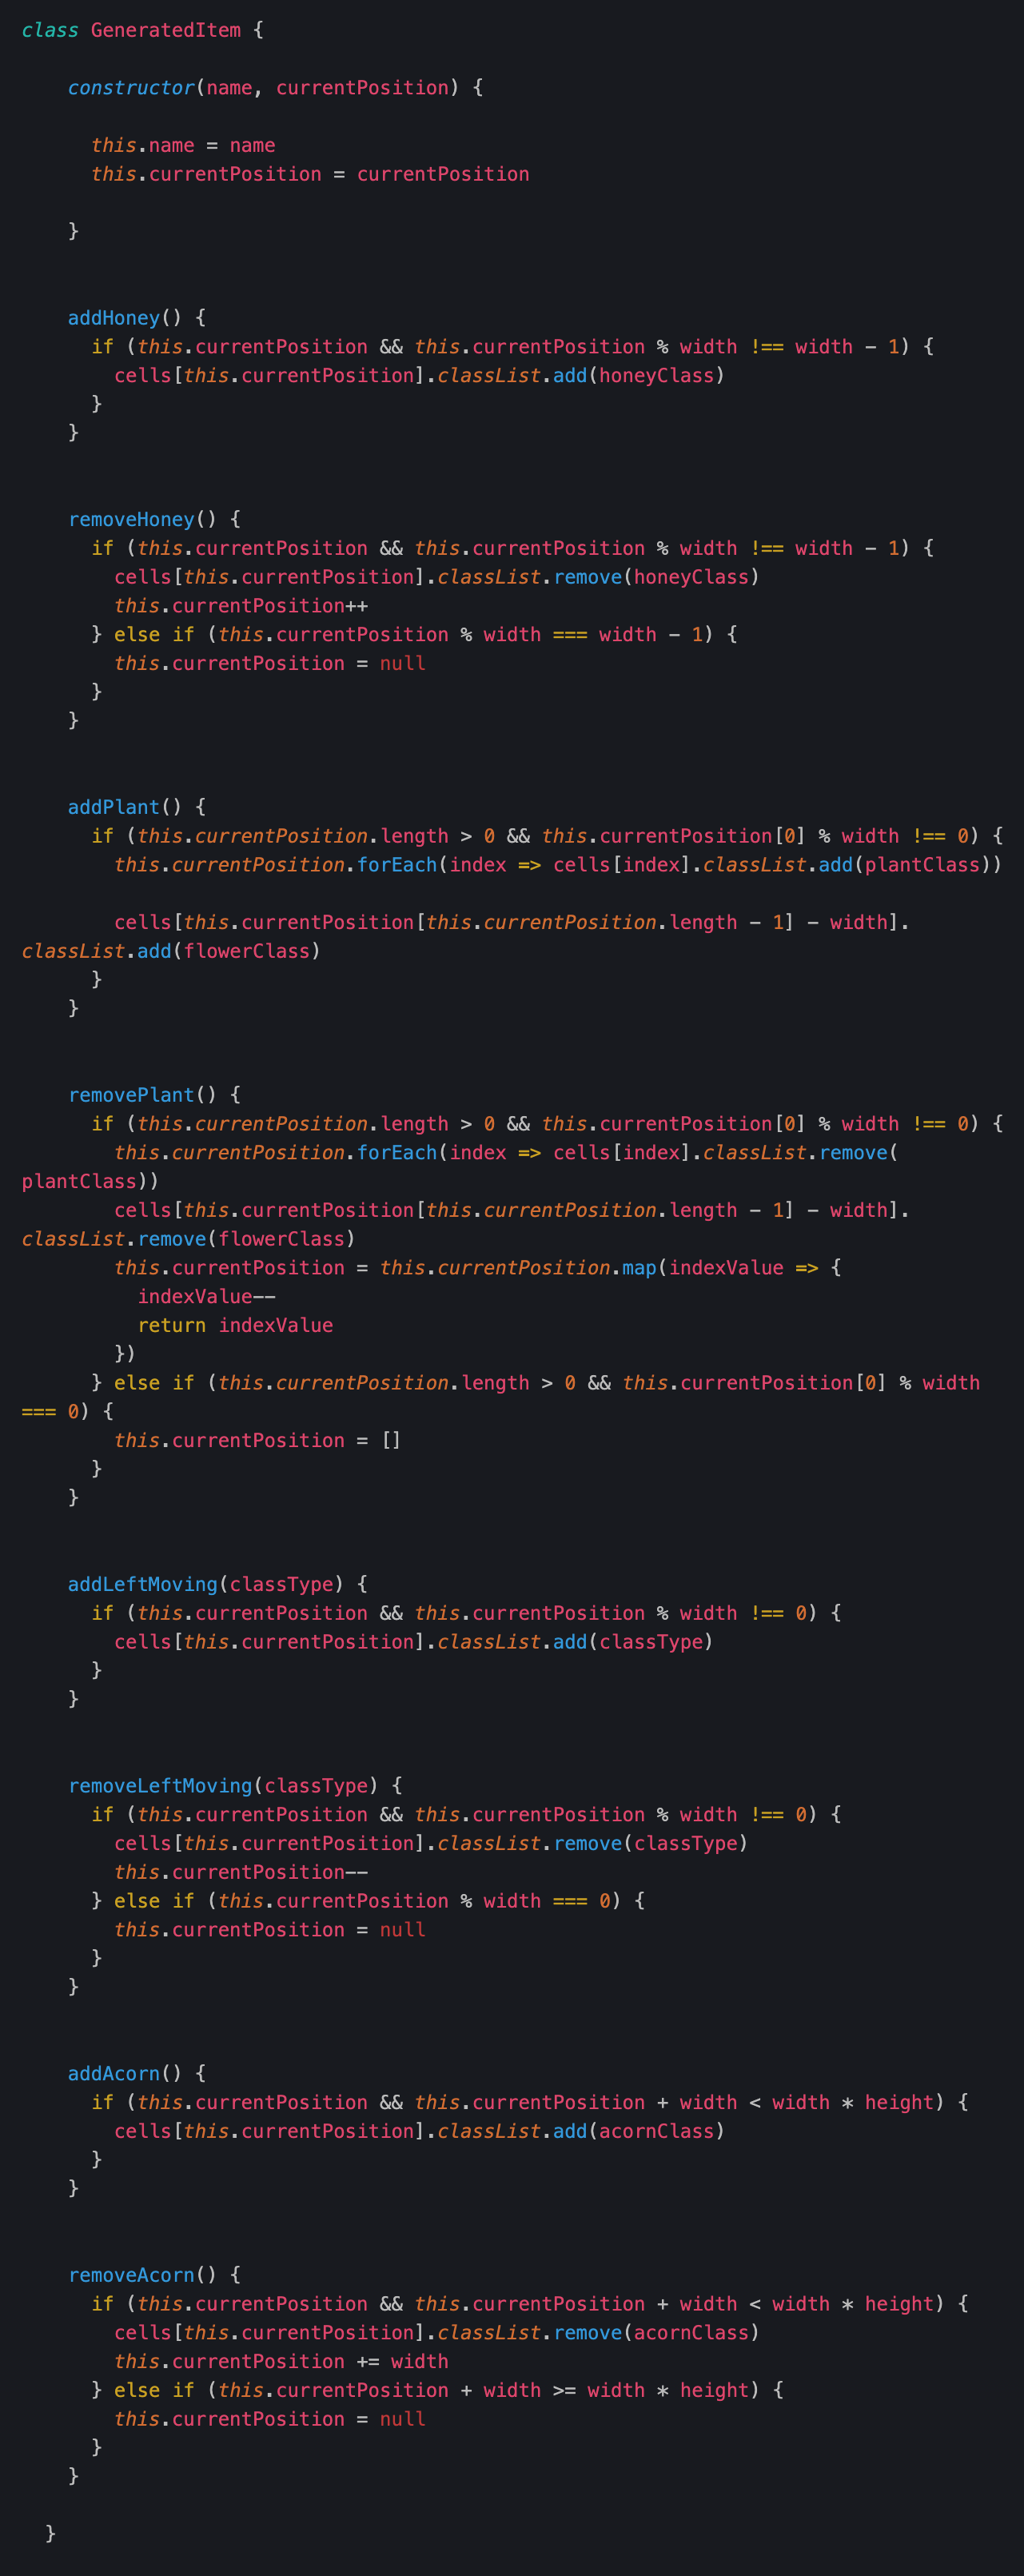 class GeneratedItem {
constructor(name, currentPosition) {
this.name = name
this.currentPosition = currentPosition
}
addHoney() {
if (this.currentPosition && this.currentPosition % width !== width - 1) {
cells[this.currentPosition].classList.add(honeyClass)
}
}
removeHoney() {
if (this.currentPosition && this.currentPosition % width !== width - 1) {
cells[this.currentPosition].classList.remove(honeyClass)
this.currentPosition++
} else if (this.currentPosition % width === width - 1) {
this.currentPosition = null
}
}
addPlant() {
if (this.currentPosition.length > 0 && this.currentPosition[0] % width !== 0) {
this.currentPosition.forEach(index => cells[index].classList.add(plantClass))
cells[this.currentPosition[this.currentPosition.length - 1] - width].
classList.add(flowerClass)
}
}
removePlant() {
if (this.currentPosition.length > 0 && this.currentPosition[0] % width !== 0) {
this.currentPosition.forEach(index => cells[index].classList.remove(
plantClass))
cells[this.currentPosition[this.currentPosition.length - 1] - width].
classList.remove(flowerClass)
this.currentPosition = this.currentPosition.map(indexValue => {
indexValue--
return indexValue
})
} else if (this.currentPosition.length > 0 && this.currentPosition[0] % width
=== 0) {
this.currentPosition = []
}
}
addLeftMoving(classType) {
if (this.currentPosition && this.currentPosition % width !== 0) {
cells[this.currentPosition].classList.add(classType)
}
}
removeLeftMoving(classType) {
if (this.currentPosition && this.currentPosition % width !== 0) {
cells[this.currentPosition].classList.remove(classType)
this.currentPosition--
} else if (this.currentPosition % width === 0) {
this.currentPosition = null
}
}
addAcorn() {
if (this.currentPosition && this.currentPosition + width < width * height) {
cells[this.currentPosition].classList.add(acornClass)
}
}
removeAcorn() {
if (this.currentPosition && this.currentPosition + width < width * height) {
cells[this.currentPosition].classList.remove(acornClass)
this.currentPosition += width
} else if (this.currentPosition + width >= width * height) {
this.currentPosition = null
}
}
}